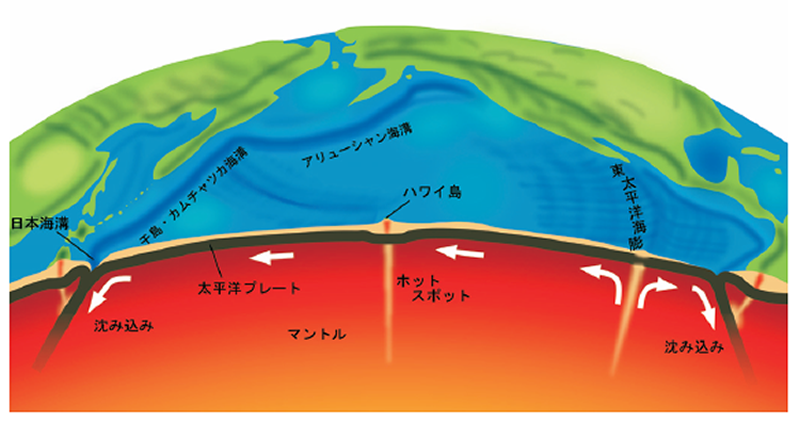 アリューシャン海溝
千島・カムチャツカ海溝
東太平洋海膨
ハワイ島
日本海溝
太平洋プレート
ホット
スポット
沈み込み
マントル
沈み込み